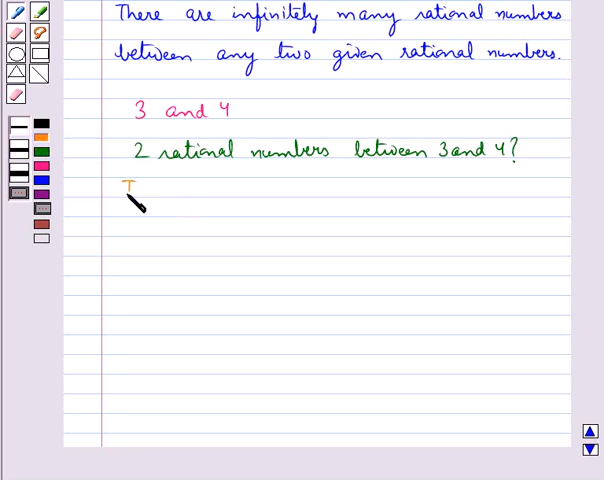 There are infinitely many rational numbers
between any two given rational numbers.
3 and 4
2 rational numbers between 3 and 4?
T